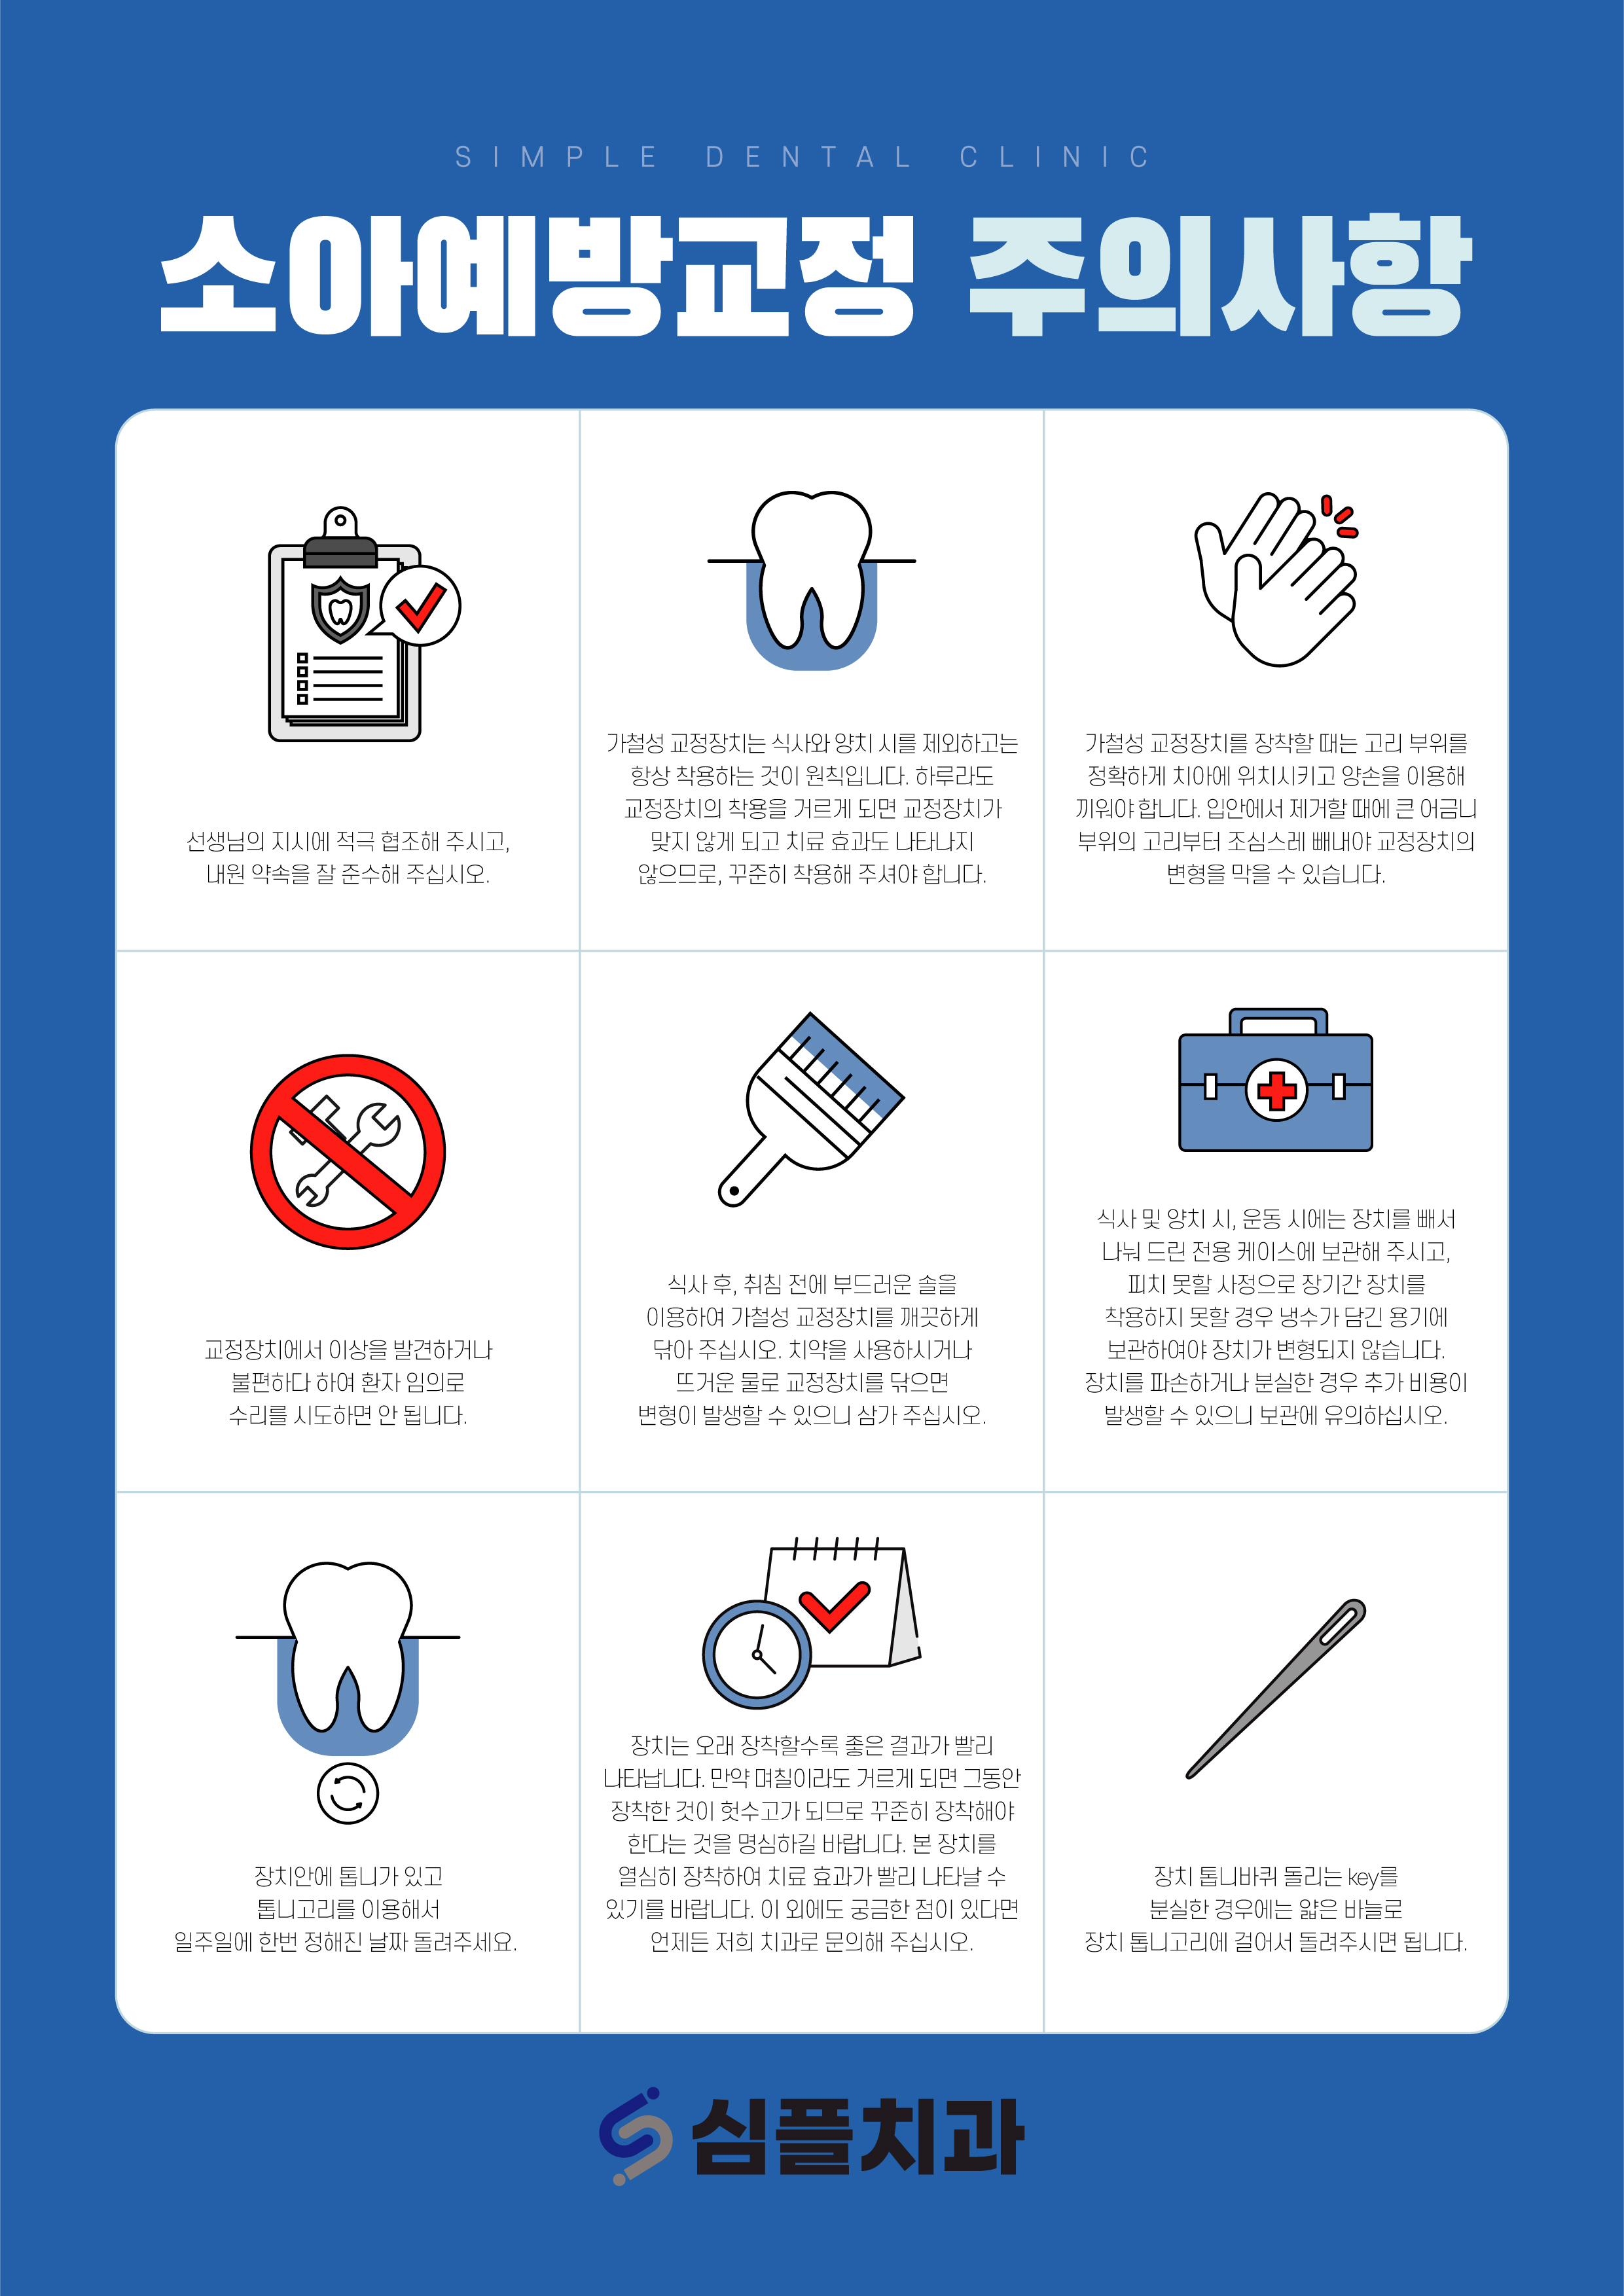 SIMPLE DENTAL CLINIC
소아예방교정 주의사항
선생님의 지시에 적극 협조해 주시고,
내원 약속을 잘 준수해 주십시오.
가철성 교정장치는 식사와 양치 시를 제외하고는
항상 착용하는 것이 원칙입니다. 하루라도
교정장치의 착용을 거르게 되면 교정장치가
맞지 않게 되고 치료 효과도 나타나지
않으므로, 꾸준히 착용해 주셔야 합니다.
가철성 교정장치를 장착할 때는 고리 부위를
정확하게 치아에 위치시키고 양손을 이용해
끼워야 합니다. 입안에서 제거할 때에 큰 어금니
부위의 고리부터 조심스레 빼내야 교정장치의
변형을 막을 수 있습니다.
교정장치에서 이상을 발견하거나
불편하다 하여 환자 임의로
수리를 시도하면 안 됩니다.
식사 후, 취침 전에 부드러운 솔을
이용하여 가철성 교정장치를 깨끗하게
닦아 주십시오. 치약을 사용하시거나
뜨거운 물로 교정장치를 닦으면
변형이 발생할 수 있으니 삼가 주십시오.
식사 및 양치 시, 운동 시에는 장치를 빼서
나눠 드린 전용 케이스에 보관해 주시고,
피치 못할 사정으로 장기간 장치를
착용하지 못할 경우 냉수가 담긴 용기에
보관하여야 장치가 변형되지 않습니다.
장치를 파손하거나 분실한 경우 추가 비용이
발생할 수 있으니 보관에 유의하십시오.
장치안에 톱니가 있고
톱니고리를 이용해서
일주일에 한번 정해진 날짜 돌려주세요.
장치는 오래 장착할수록 좋은 결과가 빨리
나타납니다. 만약 며칠이라도 거르게 되면 그동안
장착한 것이 헛수고가 되므로 꾸준히 장착해야
한다는 것을 명심하길 바랍니다. 본 장치를
열심히 장착하여 치료 효과가 빨리 나타날 수
있기를 바랍니다. 이 외에도 궁금한 점이 있다면
언제든 저희 치과로 문의해 주십시오.
장치 톱니바퀴 돌리는 key를
분실한 경우에는 얇은 바늘로
장치 톱니고리에 걸어서 돌려주시면 됩니다.
심플치과